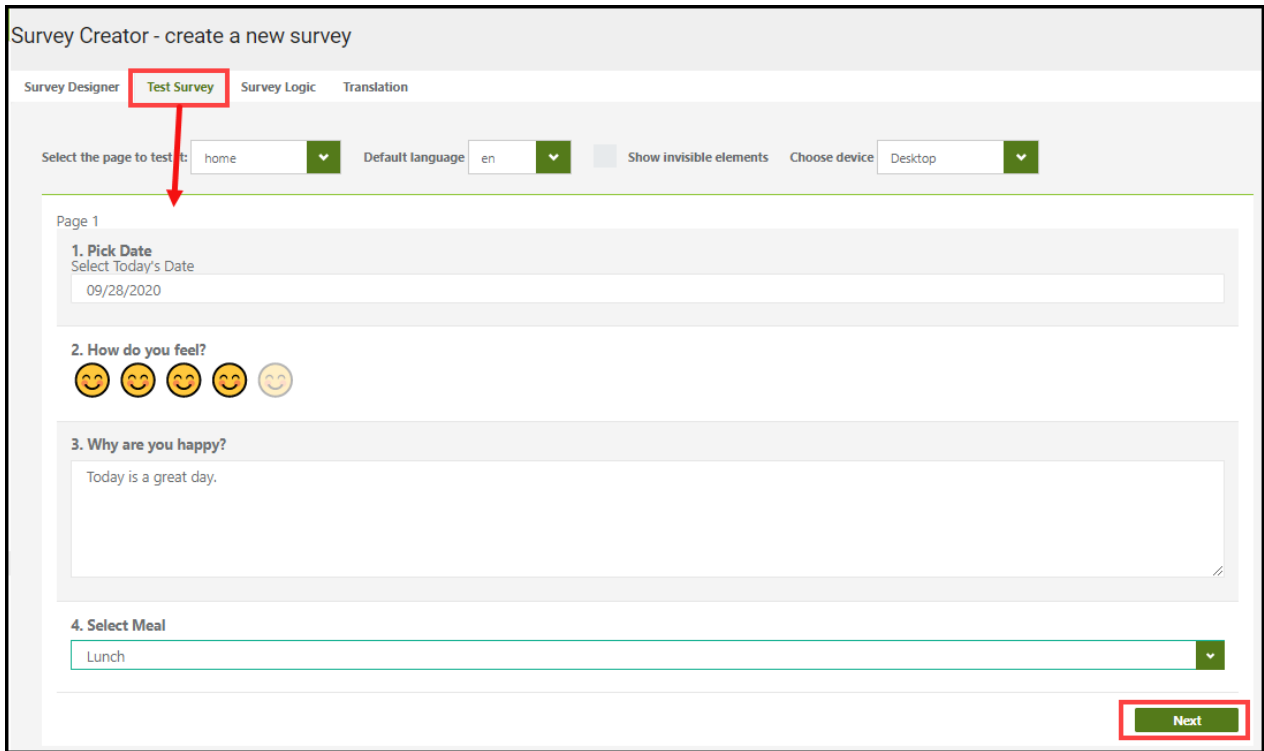 Survey Creator - create a new survey
Survey Designer Test Survey Survey Logic Translation
Select the page to test it: home Default language en Show invisible elements Choose device Desktop
Page 1
1. Pick Date
Select Today's Date
09/28/2020
2. How do you feel?
3. Why are you happy?
Today is a great day.
4. Select Meal
Lunch
Next